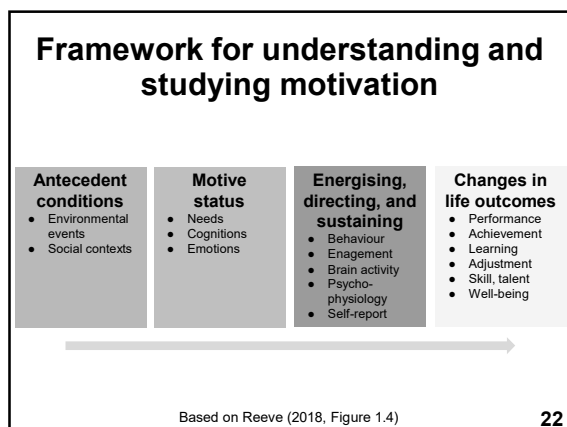 Framework for understanding and
studying motivation
Antecedent
conditions
● Environmental
events
● Social contexts
Motive
status
● Needs
● Cognitions
● Emotions
Energising,
directing, and
sustaining
● Behaviour
● Enagement
● Brain activity
● Psycho-
physiology
● Self-report
Changes in
life outcomes
● Performance
● Achievement
● Learning
● Adjustment
● Skill, talent
● Well-being
Based on Reeve (2018, Figure 1.4)
22